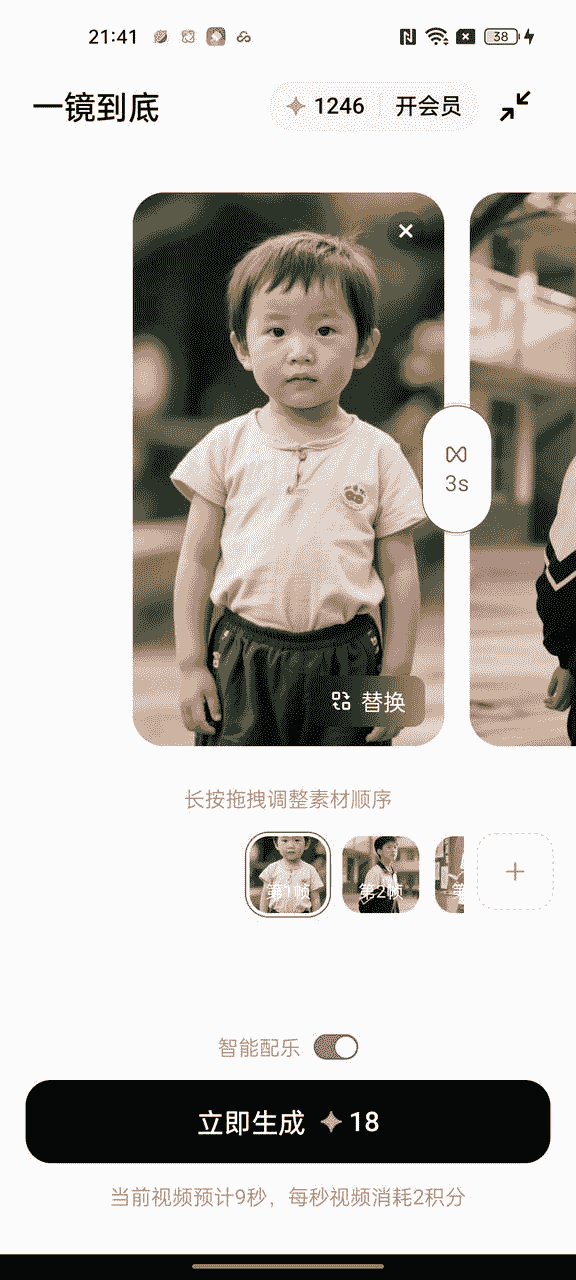 21:41
38
一镜到底
1246 开会员
3s
替换
长按拖拽调整素材顺序
第1帧 第2帧 第
智能配乐
立即生成 18
当前视频预计9秒，每秒视频消耗2积分